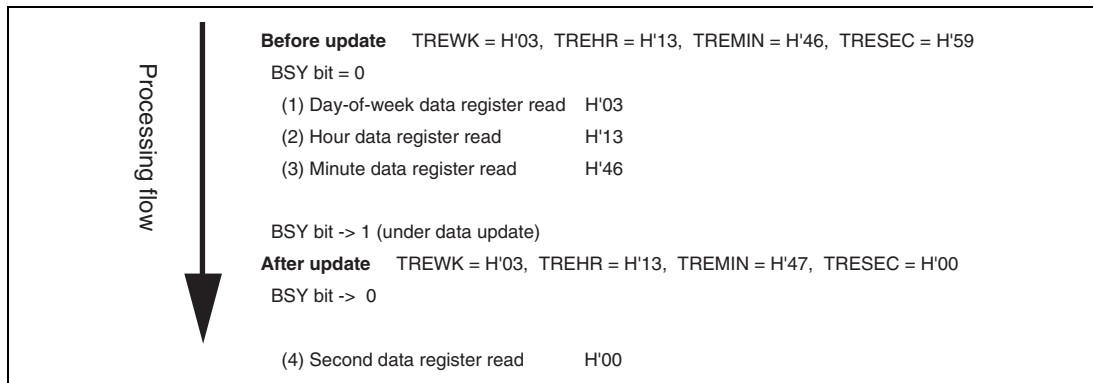 Processing flow
Before update TREWK = H'03, TREHR = H'13, TREMIN = H'46, TRESEC = H'59
BSY bit = 0
(1) Day-of-week data register read H'03
(2) Hour data register read H'13
(3) Minute data register read H'46
BSY bit -> 1 (under data update)
After update TREWK = H'03, TREHR = H'13, TREMIN = H'47, TRESEC = H'00
BSY bit -> 0
(4) Second data register read H'00